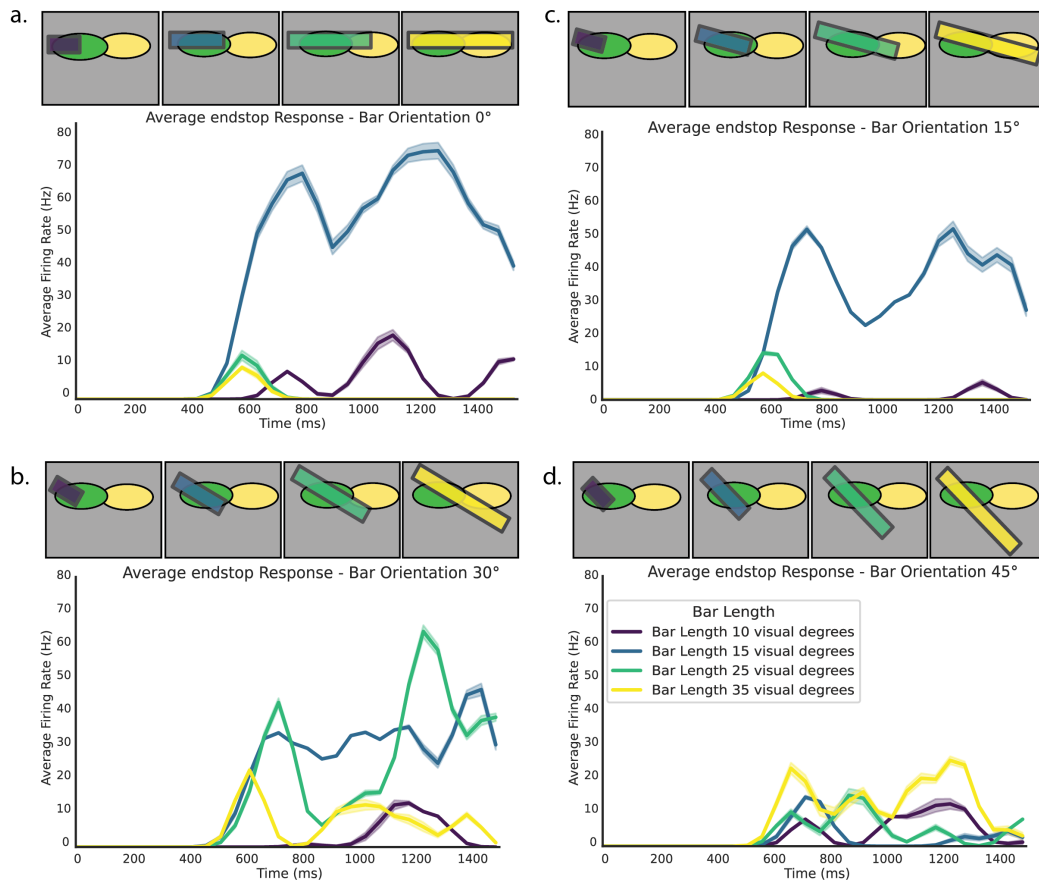 a.
Average endstop Response - Bar Orientation 0°
Average Firing Rate (Hz)
80
70
60
50
40
30
20
10
0
0 200 400 600 800 1000 1200 1400
Time (ms)
c.
Average endstop Response - Bar Orientation 15°
Average Firing Rate (Hz)
80
70
60
50
40
30
20
10
0
0 200 400 600 800 1000 1200 1400
Time (ms)
b.
Average endstop Response - Bar Orientation 30°
Average Firing Rate (Hz)
80
70
60
50
40
30
20
10
0
0 200 400 600 800 1000 1200 1400
Time (ms)
d.
Average endstop Response - Bar Orientation 45°
Average Firing Rate (Hz)
80
70
60
50
40
30
20
10
0
Bar Length
Bar Length 10 visual degrees
Bar Length 15 visual degrees
Bar Length 25 visual degrees
Bar Length 35 visual degrees
0 200 400 600 800 1000 1200 1400
Time (ms)